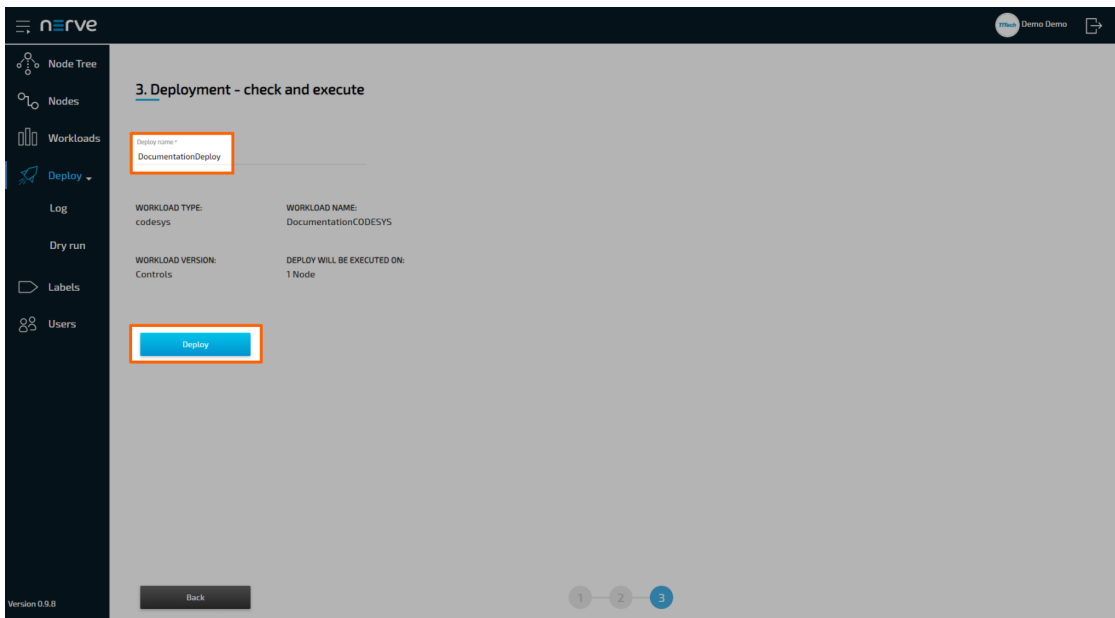 nerve
Demo Demo
Node Tree
Nodes
Workloads
Deploy
Log
Dry run
Labels
Users
Version 0.9.8
3. Deployment - check and execute
Deploy name *
DocumentationDeploy
WORKLOAD TYPE:
codesys
WORKLOAD NAME:
DocumentationCODESYS
WORKLOAD VERSION:
Controls
DEPLOY WILL BE EXECUTED ON:
1 Node
Deploy
Back
1 2 3